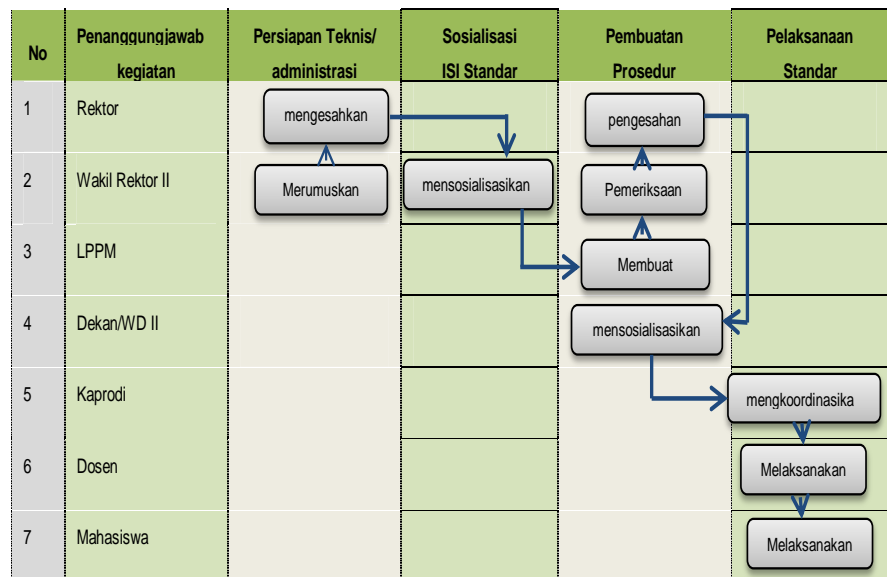 No
Penanggungjawab
kegiatan
Persiapan Teknis/
administrasi
Sosialisasi
ISI Standar
Pembuatan
Prosedur
Pelaksanaan
Standar
1
Rektor
mengesahkan
pengesahan
2
Wakil Rektor II
Merumuskan
mensosialisasikan
Pemeriksaan
3
LPPM
Membuat
4
Dekan/WD II
mensosialisasikan
5
Kaprodi
mengkoordinasika
6
Dosen
Melaksanakan
7
Mahasiswa
Melaksanakan